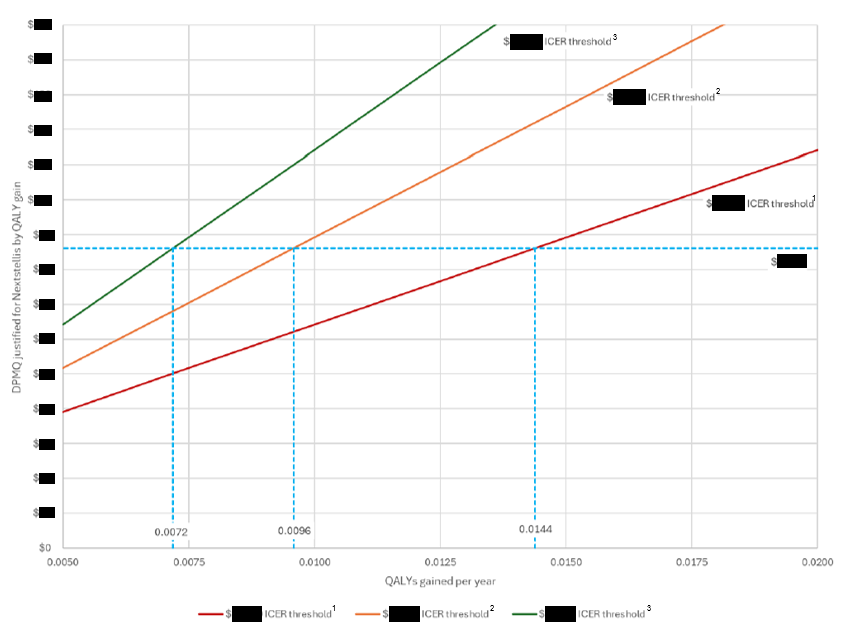 $
$
$ ICER threshold3
$
$ ICER threshold2
$
$
$
$
$ ICER threshold1
$
$
$
$
$
$
$
$
$
$
DPMQ justified for Nextstellis by QALY gain
0.0072 0.0096 0.0144
$0
0.0050 0.0075 0.0100 0.0125 0.0150 0.0175 0.0200
QALYs gained per year
$ ICER threshold1 $ ICER threshold2 $ ICER threshold3